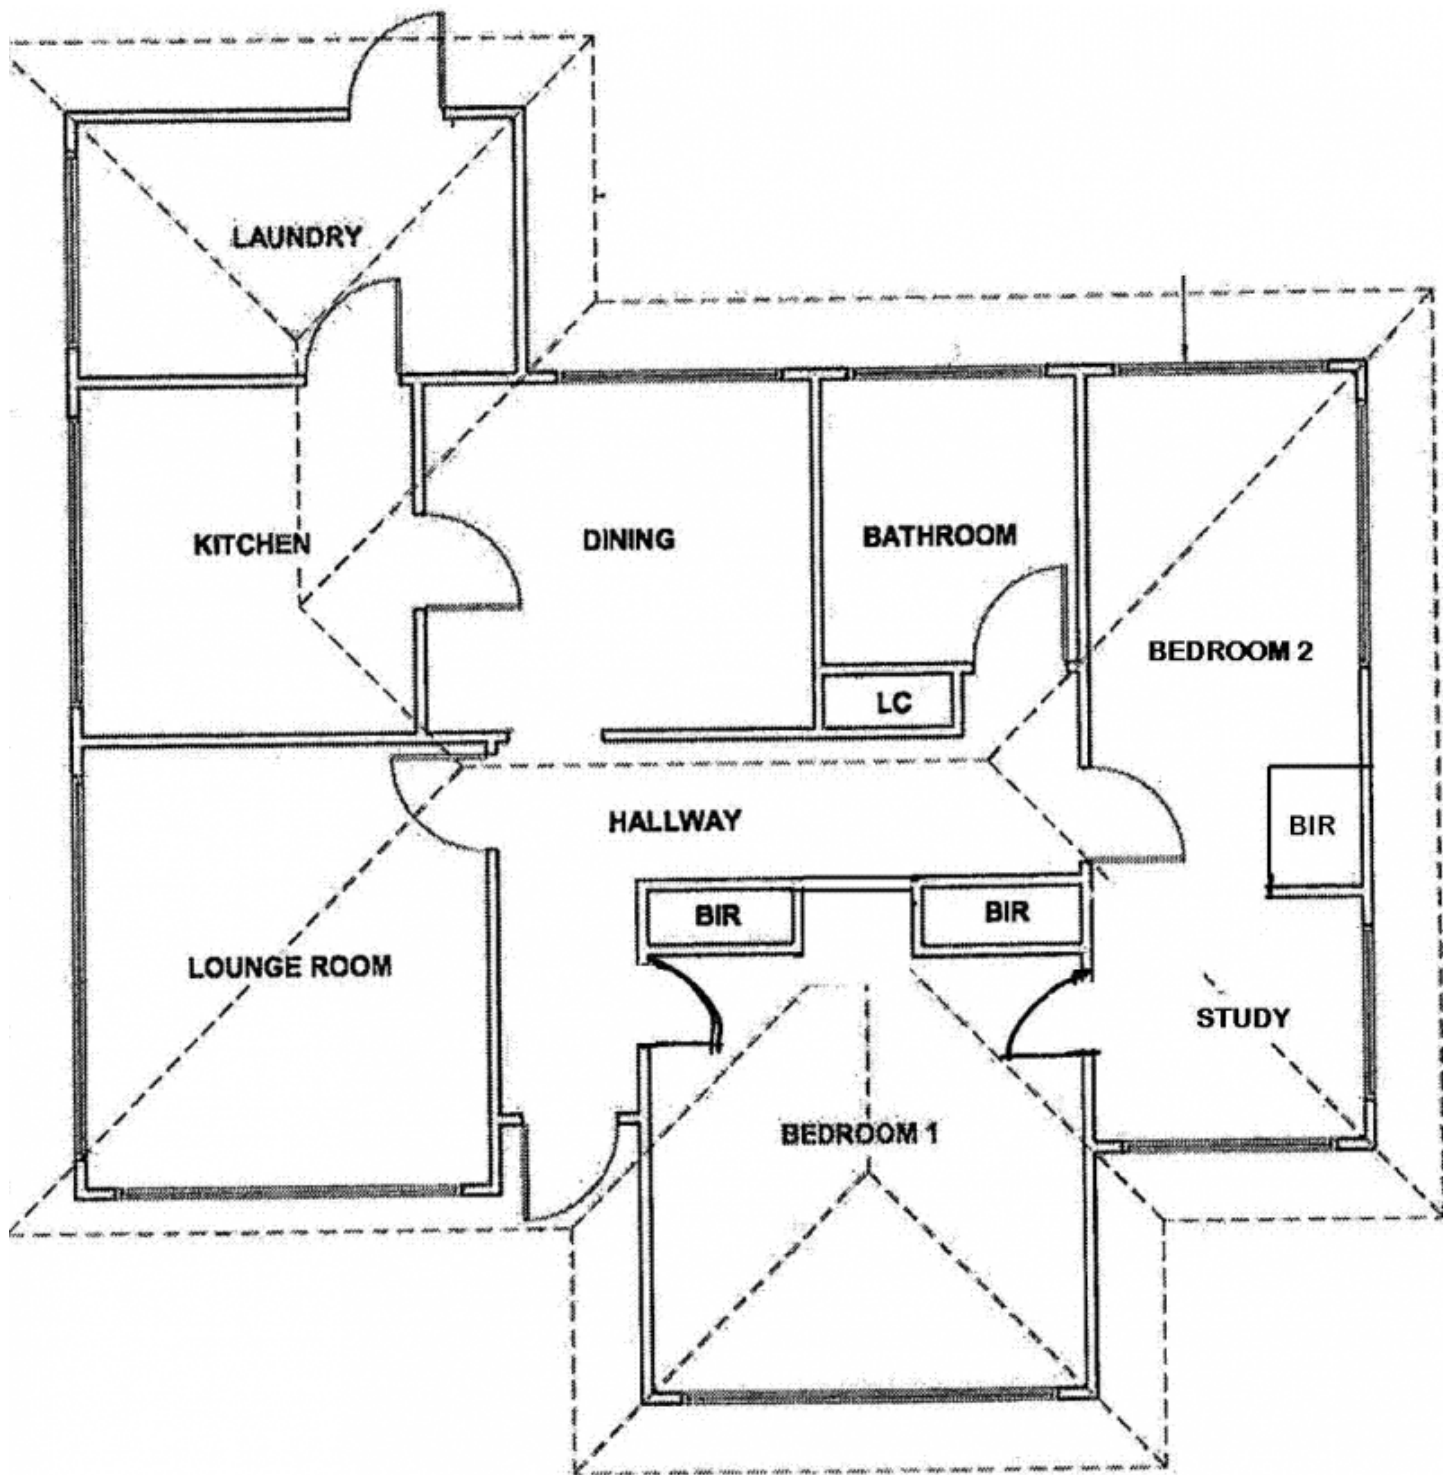 LAUNDRY
KITCHEN
DINING
BATHROOM
BEDROOM 2
LC
HALLWAY
BIR
BIR
BIR
LOUNGE ROOM
STUDY
BEDROOM 1